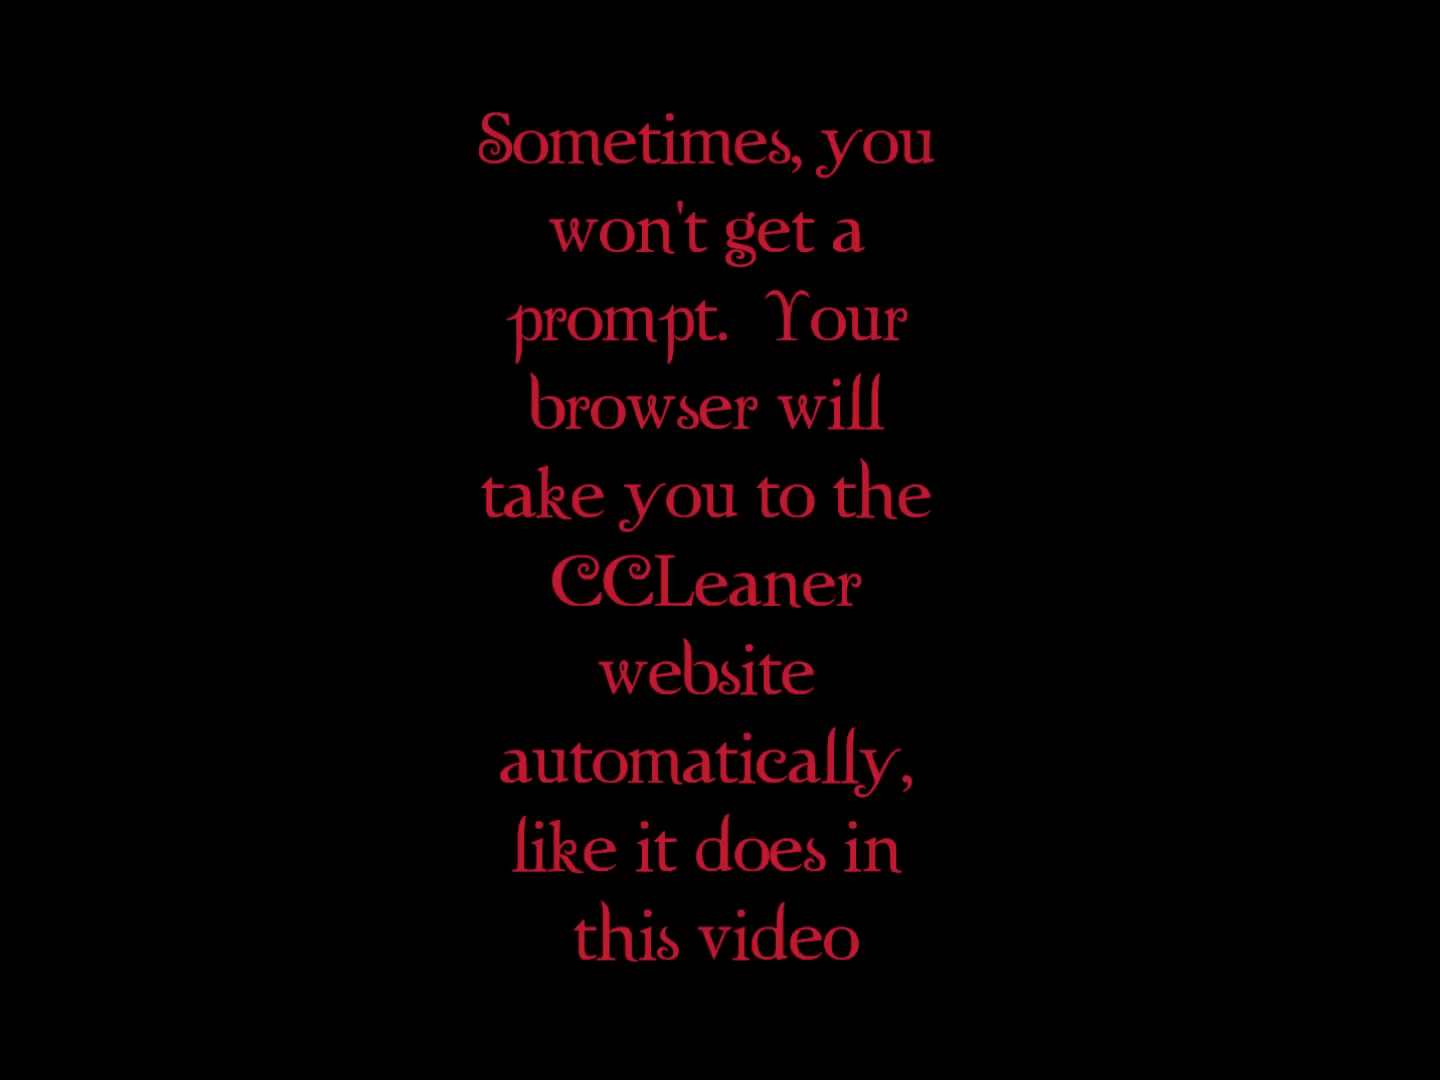 Sometimes, you
won't get a
prompt.  Your
browser will
take you to the
CCLeaner
website
automatically,
like it does in
this video